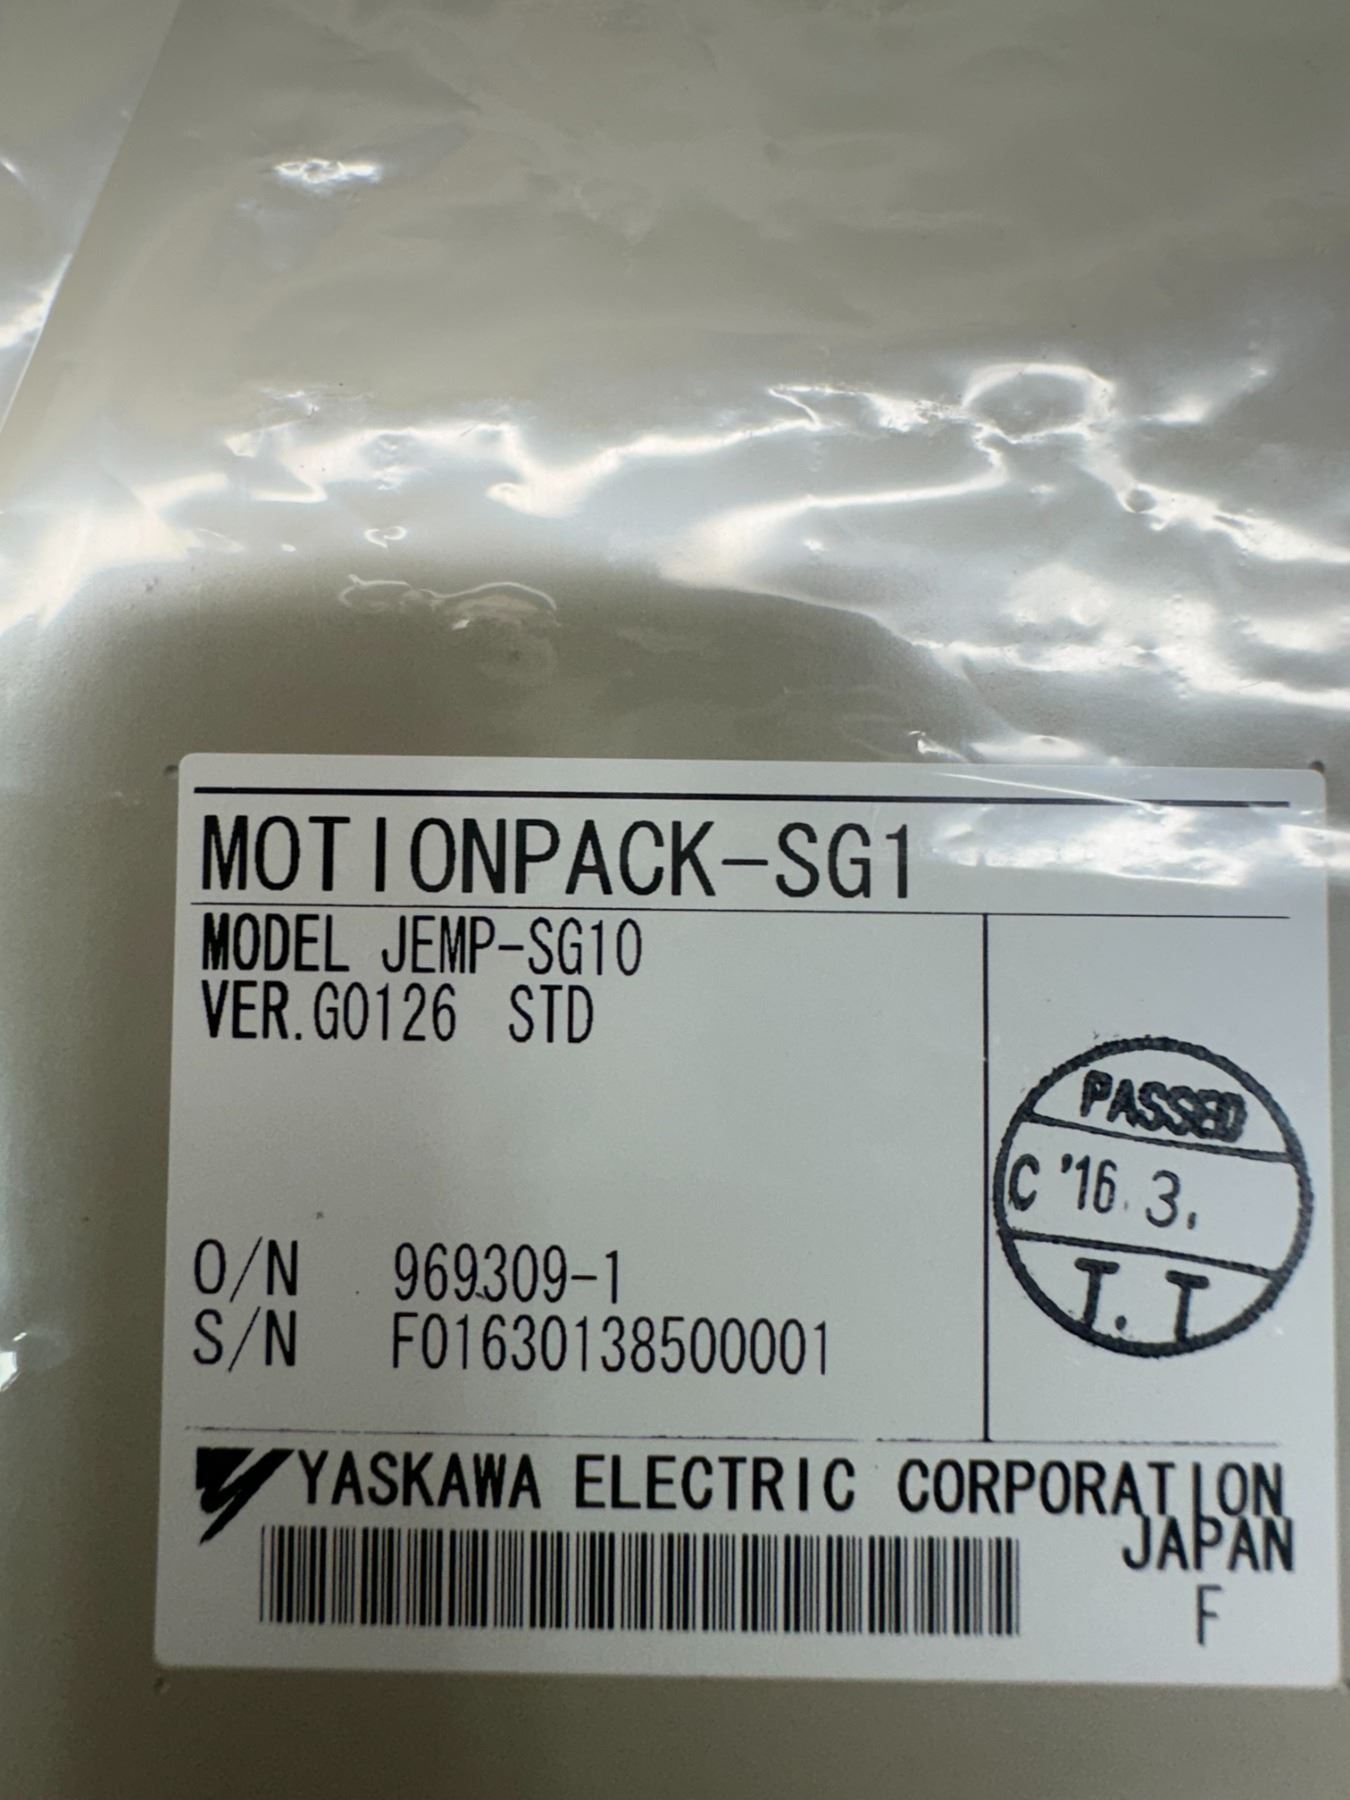 MOTIONPACK-SG1
MODEL JEMP-SG10
VER.G0126 STD
PASSED
C '16.3.
T.T
O/N 969309-1
S/N F01630138500001
YASKAWA ELECTRIC CORPORATION
JAPAN
F